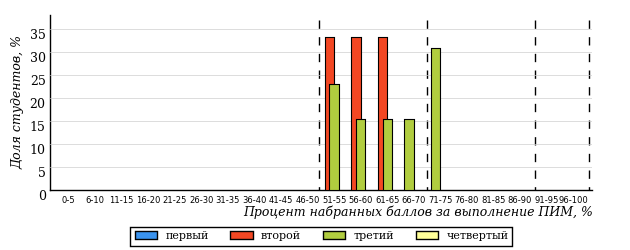 Доля студентов, %
35
30
25
20
15
10
5
0
0-5 6-10 11-15 16-20 21-25 26-30 31-35 36-40 41-45 46-50 51-55 56-60 61-65 66-70 71-75 76-80 81-85 86-90 91-95 96-100
Процент набранных баллов за выполнение ПИМ, %
первый второй третий четвертый